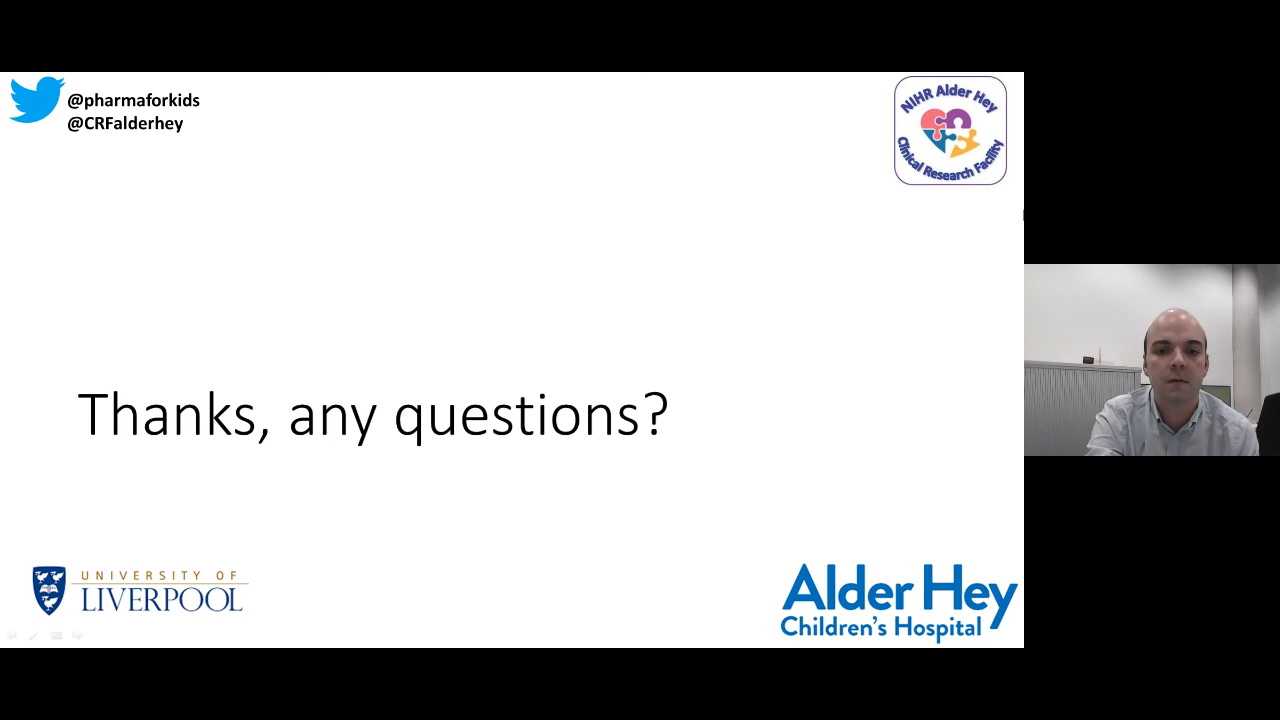 @pharmaforkids
@CRFalderhey
NIHR Alder Hey
Clinical Research Facility
Thanks, any questions?
UNIVERSITY OF
LIVERPOOL
Alder Hey
Children's Hospital